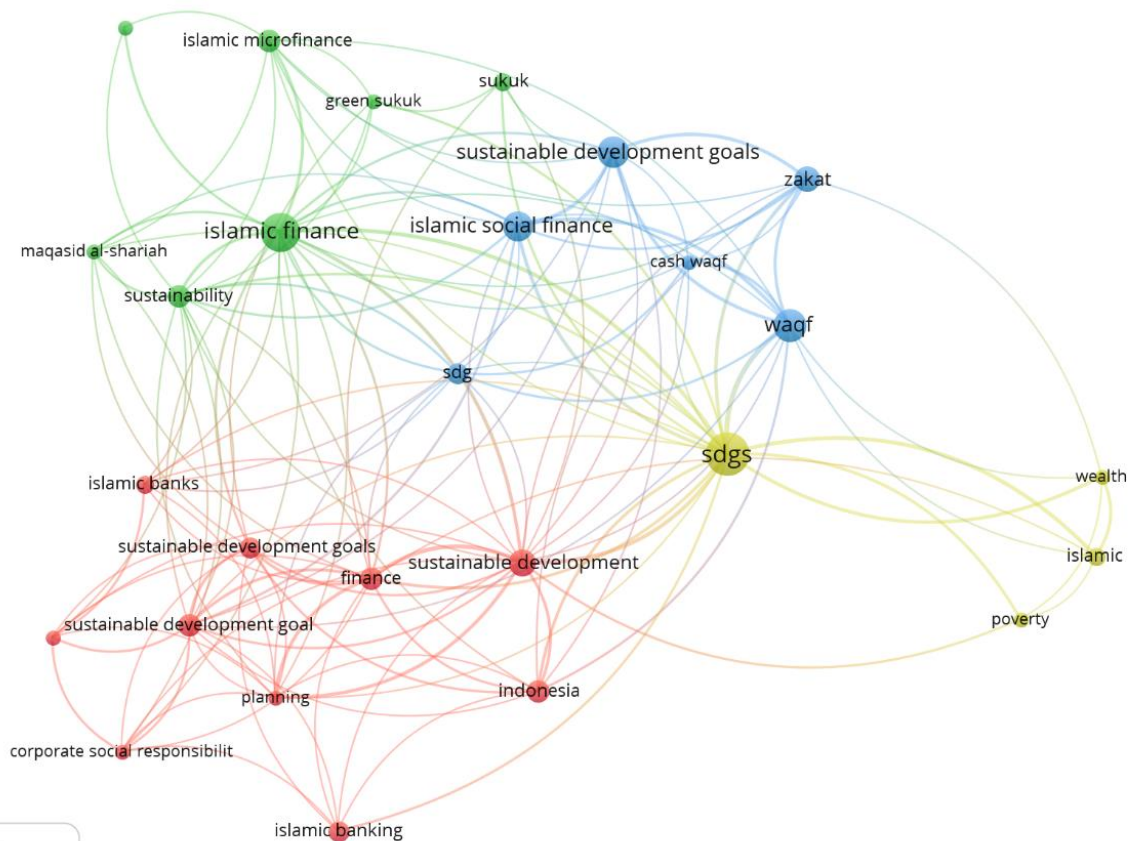 islamic microfinance
sukuk
green sukuk
sustainable development goals
zakat
islamic social finance
islamic finance
maqasid al-shariah
cash waqf
sustainability
waqf
sdg
sdgs
wealth
islamic banks
sustainable development goals
islamic
sustainable development
finance
poverty
sustainable development goal
indonesia
planning
corporate social responsibilit
islamic banking